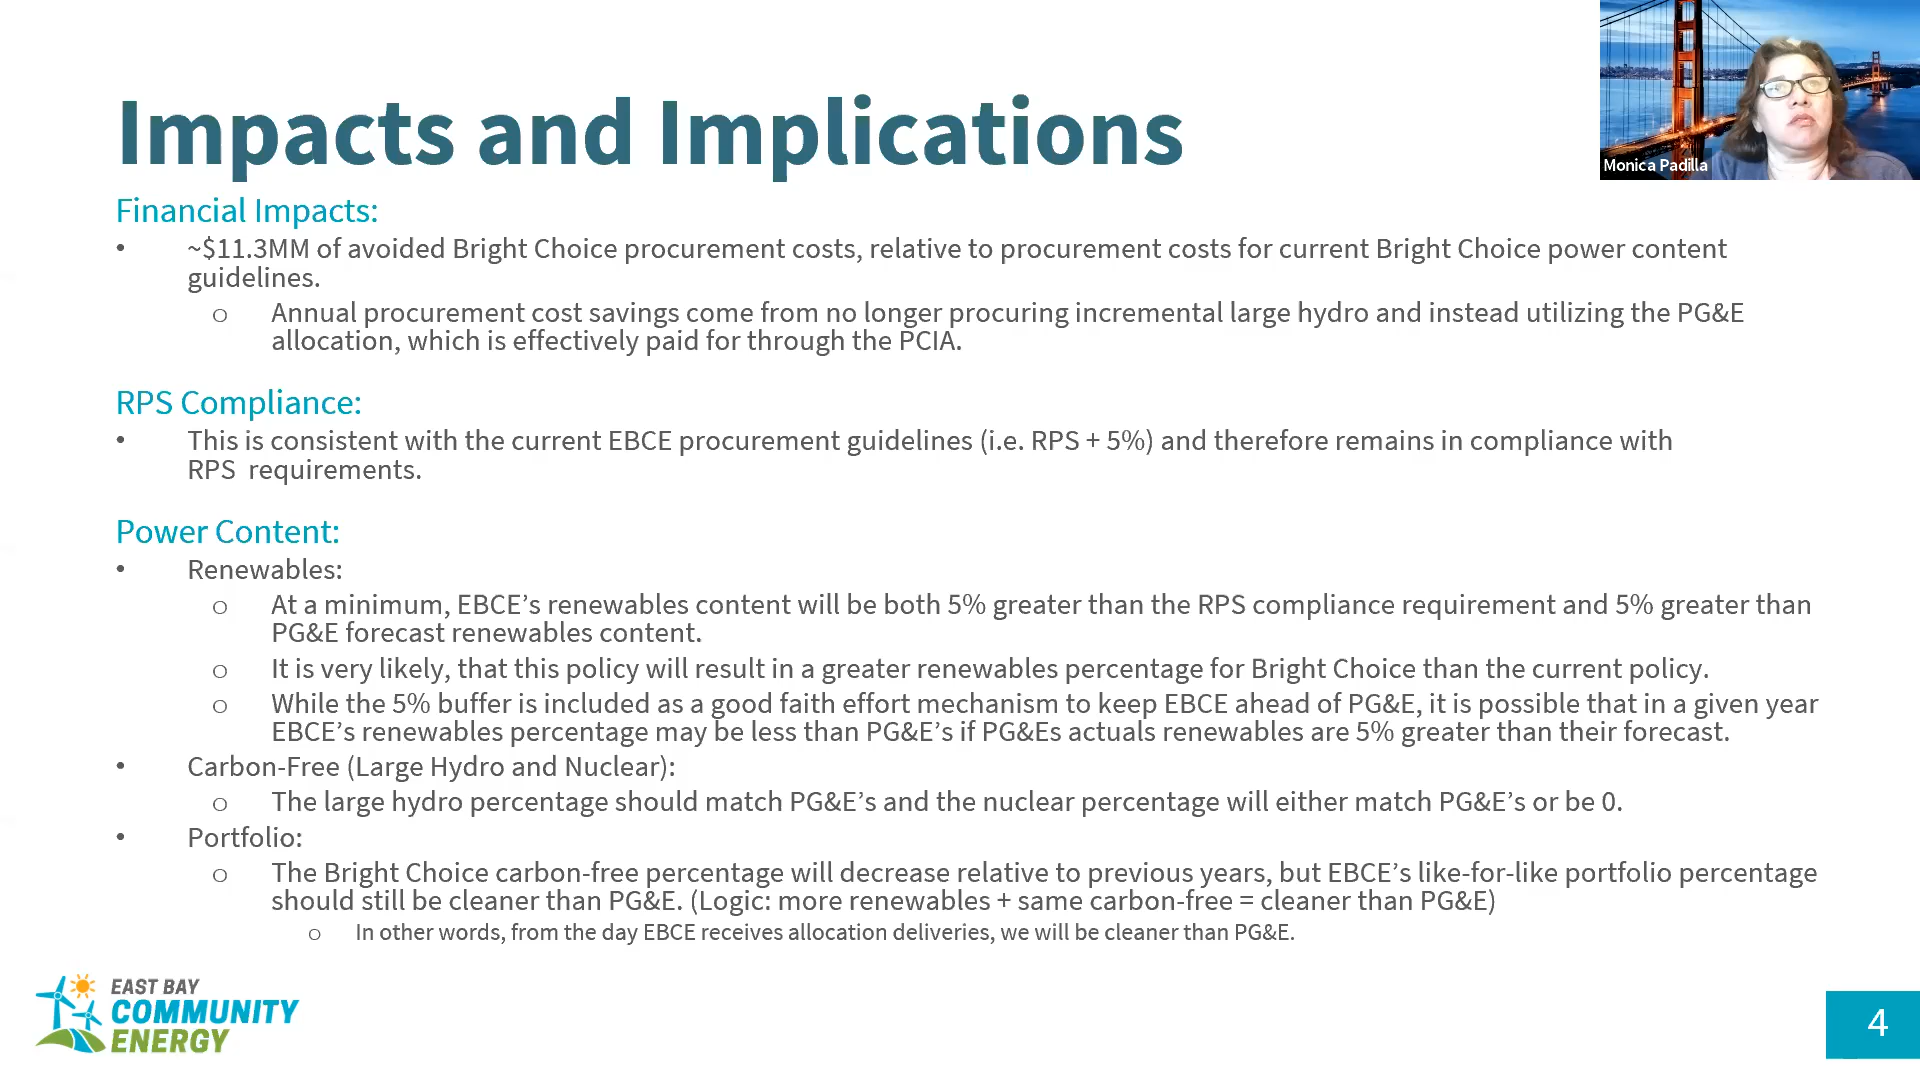 Impacts and Implications
Monica Padilla
Financial Impacts:
• ~$11.3MM of avoided Bright Choice procurement costs, relative to procurement costs for current Bright Choice power content
guidelines.
o Annual procurement cost savings come from no longer procuring incremental large hydro and instead utilizing the PG&E
allocation, which is effectively paid for through the PCIA.
RPS Compliance:
• This is consistent with the current EBCE procurement guidelines (i.e. RPS + 5%) and therefore remains in compliance with
RPS  requirements.
Power Content:
• Renewables:
o At a minimum, EBCE’s renewables content will be both 5% greater than the RPS compliance requirement and 5% greater than
PG&E forecast renewables content.
o It is very likely, that this policy will result in a greater renewables percentage for Bright Choice than the current policy.
o While the 5% buffer is included as a good faith effort mechanism to keep EBCE ahead of PG&E, it is possible that in a given year
EBCE’s renewables percentage may be less than PG&E’s if PG&Es actuals renewables are 5% greater than their forecast.
• Carbon-Free (Large Hydro and Nuclear):
o The large hydro percentage should match PG&E’s and the nuclear percentage will either match PG&E’s or be 0.
• Portfolio:
o The Bright Choice carbon-free percentage will decrease relative to previous years, but EBCE’s like-for-like portfolio percentage
should still be cleaner than PG&E. (Logic: more renewables + same carbon-free = cleaner than PG&E)
o In other words, from the day EBCE receives allocation deliveries, we will be cleaner than PG&E.
EAST BAY
COMMUNITY
ENERGY
4